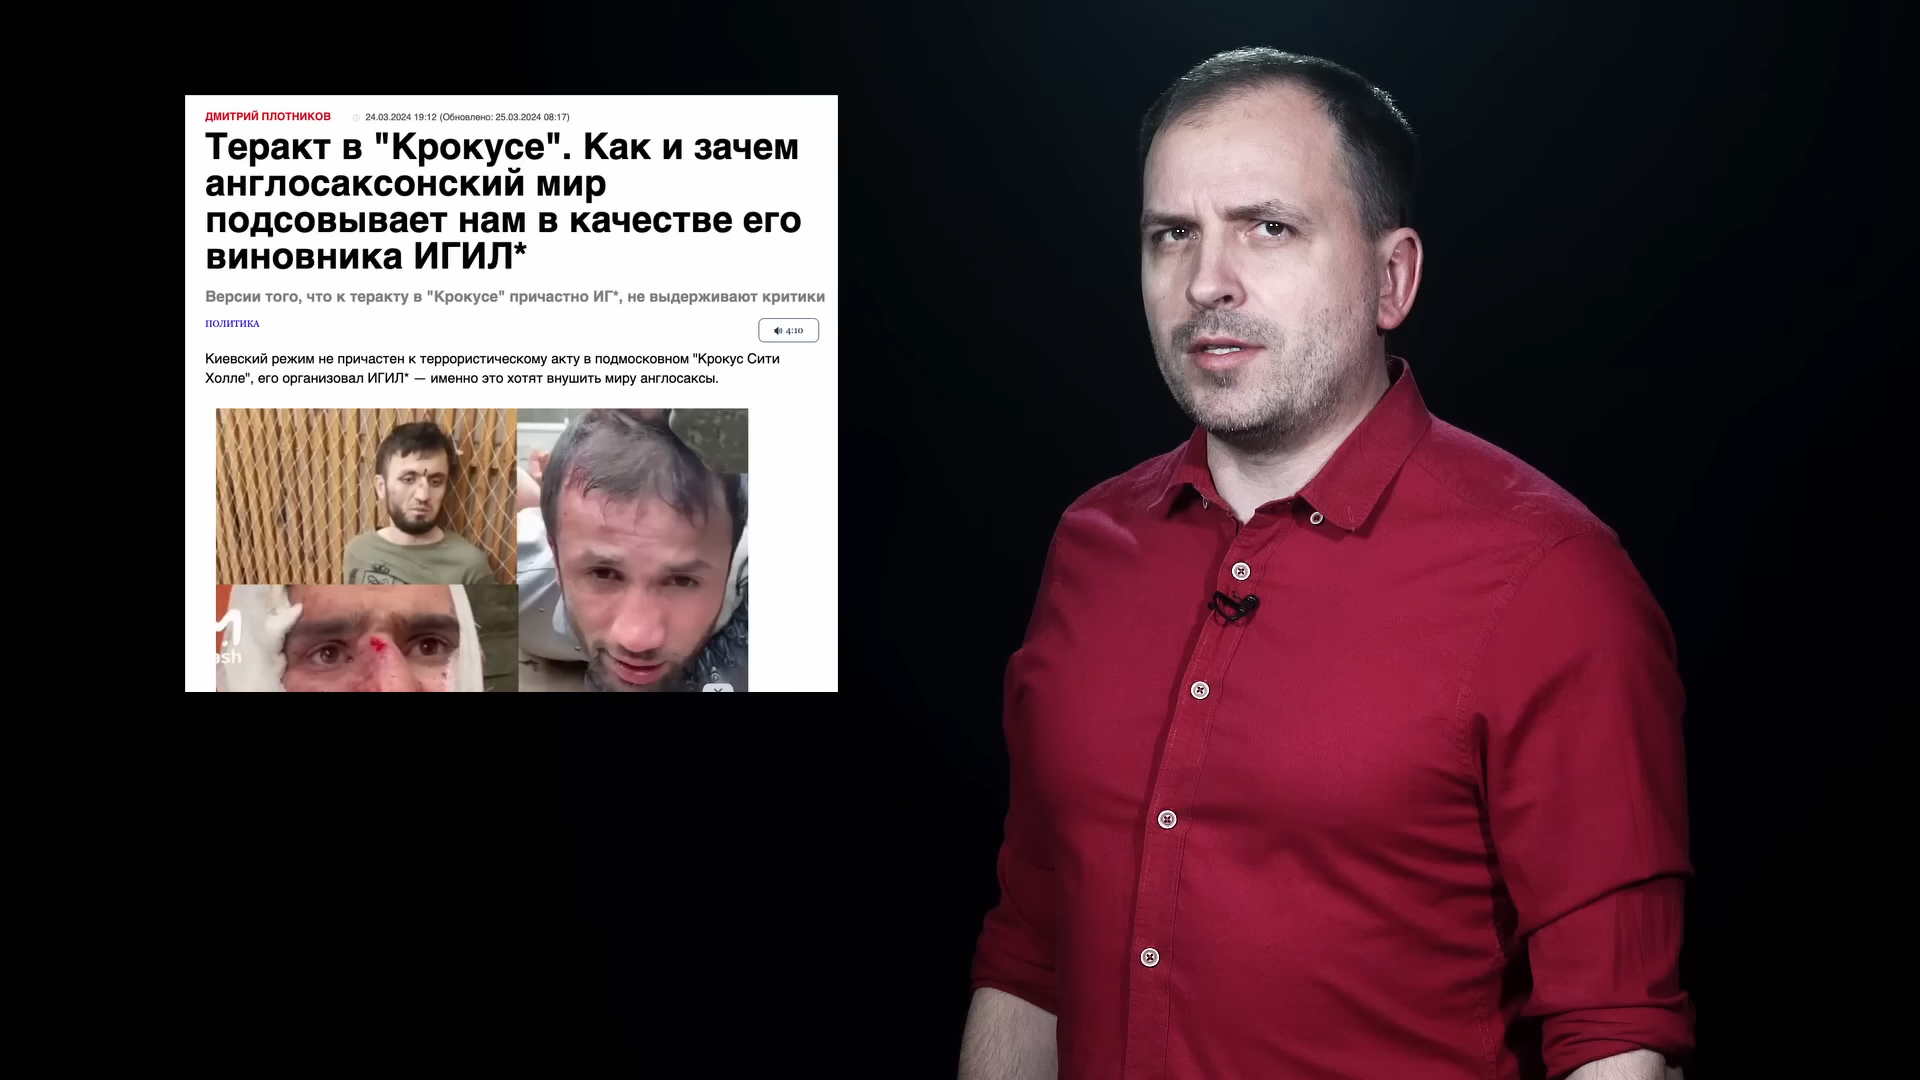 ДМИТРИЙ ПЛОТНИКОВ 24.03.2024 19:12 (Обновлено: 25.03.2024 08:17)
Теракт в "Крокусе". Как и зачем
англосаксонский мир
подсовывает нам в качестве его
виновника ИГИЛ*
Версии того, что к теракту в "Крокусе" причастно ИГ*, не выдерживают критики
ПОЛИТИКА
4:10
Киевский режим не причастен к террористическому акту в подмосковном "Крокус Сити
Холле", его организовал ИГИЛ* — именно это хотят внушить миру англосаксы.
ash